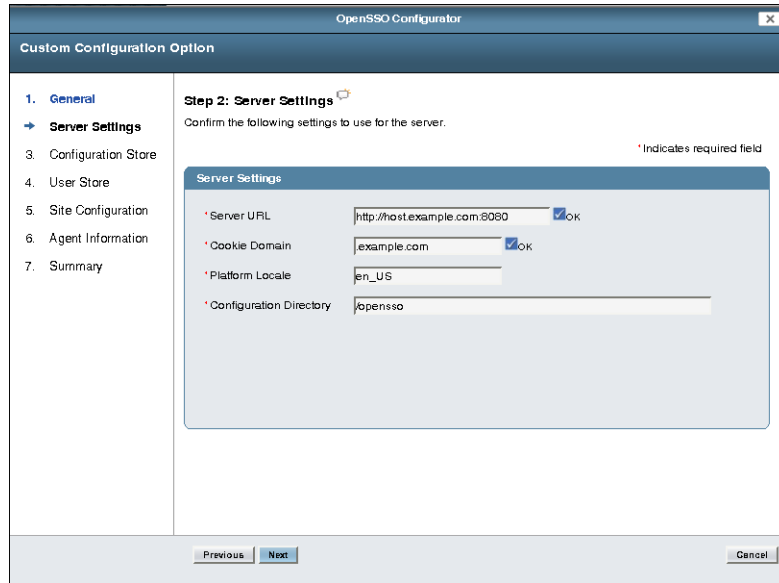 OpenSSO Configurator
Custom Configuration Option
1. General
Server Settings
3. Configuration Store
4. User Store
5. Site Configuration
6. Agent Information
7. Summary
Step 2: Server Settings
Confirm the following settings to use for the server.
* Indicates required field
Server Settings
* Server URL http://host.example.com:8080 OK
* Cookie Domain .example.com OK
* Platform Locale en_US
* Configuration Directory /opensso
Previous Next Cancel